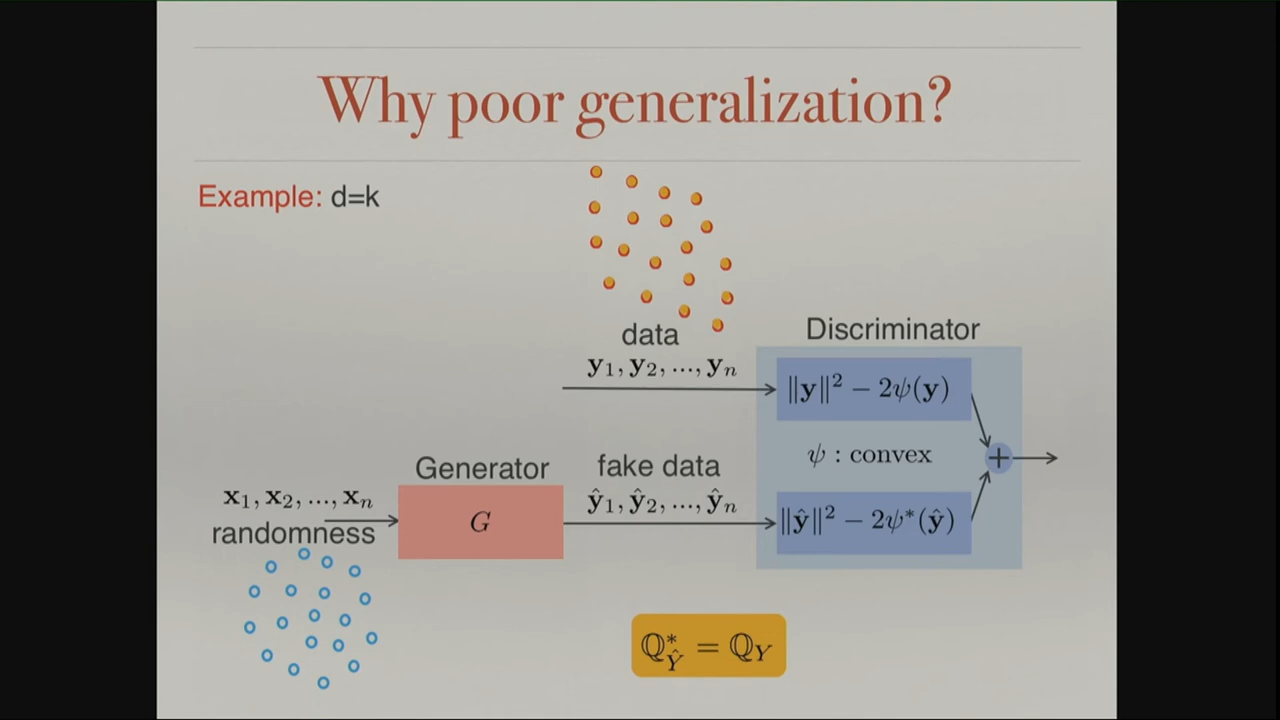 Why poor generalization?
Example: d=k
data
y₁, y₂, ..., yₙ
Discriminator
‖y‖² − 2ψ(y)
ψ : convex
+
Generator
fake data
x₁, x₂, ..., xₙ
randomness
G
ŷ₁, ŷ₂, ..., ŷₙ
‖ŷ‖² − 2ψ*(ŷ)
ℚ*_Ŷ = ℚ_Y